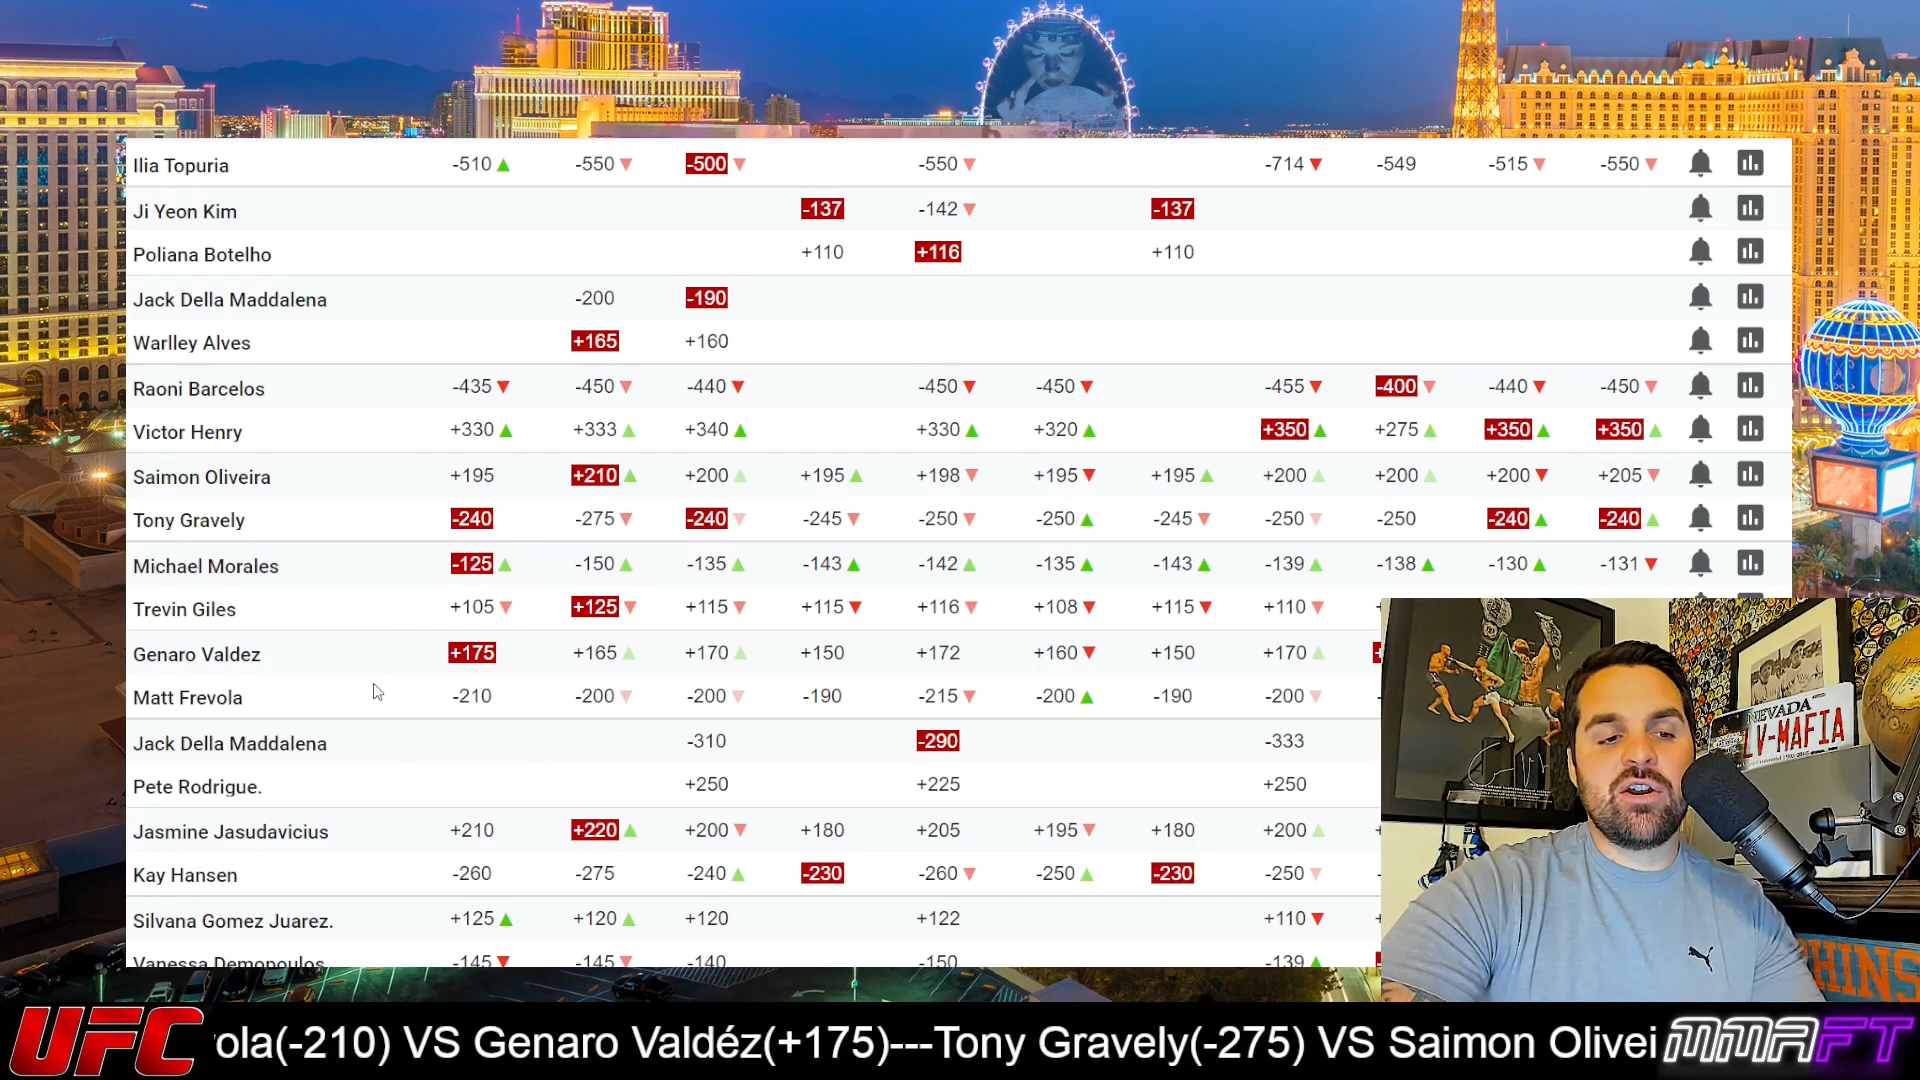 Ilia Topuria -510 -550 -500 -550 -714 -549 -515 -550
Ji Yeon Kim -137 -142 -137
Poliana Botelho +110 +116 +110
Jack Della Maddalena -200 -190
Warlley Alves +165 +160
Raoni Barcelos -435 -450 -440 -450 -450 -455 -400 -440 -450
Victor Henry +330 +333 +340 +330 +320 +350 +275 +350 +350
Saimon Oliveira +195 +210 +200 +195 +198 +195 +195 +200 +200 +200 +205
Tony Gravely -240 -275 -240 -245 -250 -250 -245 -250 -250 -240 -240
Michael Morales -125 -150 -135 -143 -142 -135 -143 -139 -138 -130 -131
Trevin Giles +105 +125 +115 +115 +116 +108 +115 +110
Genaro Valdez +175 +165 +170 +150 +172 +160 +150 +170
Matt Frevola -210 -200 -200 -190 -215 -200 -190 -200
Jack Della Maddalena -310 -290 -333
Pete Rodrigue. +250 +225 +250
Jasmine Jasudavicius +210 +220 +200 +180 +205 +195 +180 +200
Kay Hansen -260 -275 -240 -230 -260 -250 -230 -250
Silvana Gomez Juarez. +125 +120 +120 +122 +110
Vanessa Demopoulos -145 -145 -140 -150 -139
NEVADA
LV-MAFIA
HINS
UFC ola(-210) VS Genaro Valdéz(+175)---Tony Gravely(-275) VS Saimon Olivei MMAFT